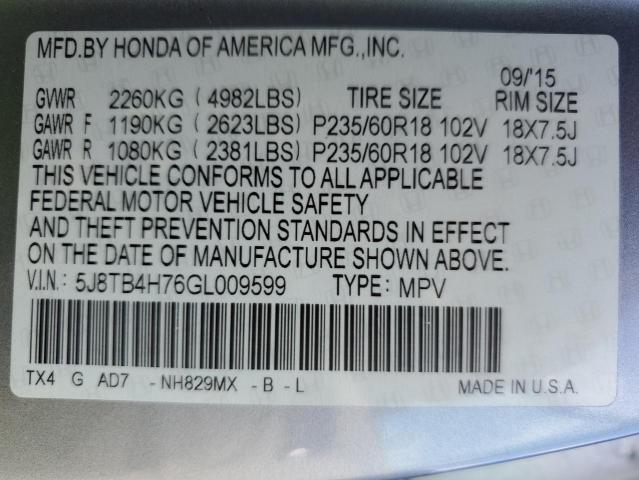 MFD.BY HONDA OF AMERICA MFG.,INC.
09/'15
GVWR 2260KG (4982LBS) TIRE SIZE RIM SIZE
GAWR F 1190KG (2623LBS) P235/60R18 102V 18X7.5J
GAWR R 1080KG (2381LBS) P235/60R18 102V 18X7.5J
THIS VEHICLE CONFORMS TO ALL APPLICABLE
FEDERAL MOTOR VEHICLE SAFETY
AND THEFT PREVENTION STANDARDS IN EFFECT
ON THE DATE OF MANUFACTURE SHOWN ABOVE.
V.I.N.: 5J8TB4H76GL009599 TYPE: MPV
TX4 G AD7 -NH829MX -B -L MADE IN U.S.A.